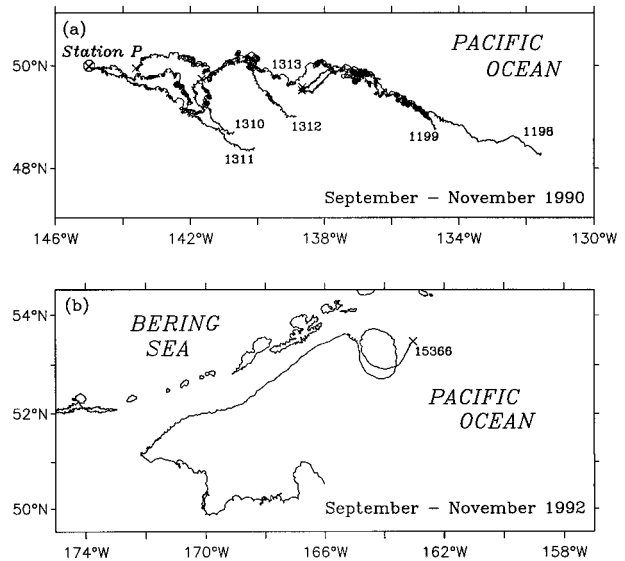 (a)
Station P
PACIFIC
OCEAN
50°N
1313
1310
1312
1311
1199
1198
48°N
September – November 1990
146°W 142°W 138°W 134°W 130°W
(b)
54°N
BERING
SEA
15366
PACIFIC
OCEAN
52°N
50°N
September – November 1992
174°W 170°W 166°W 162°W 158°W